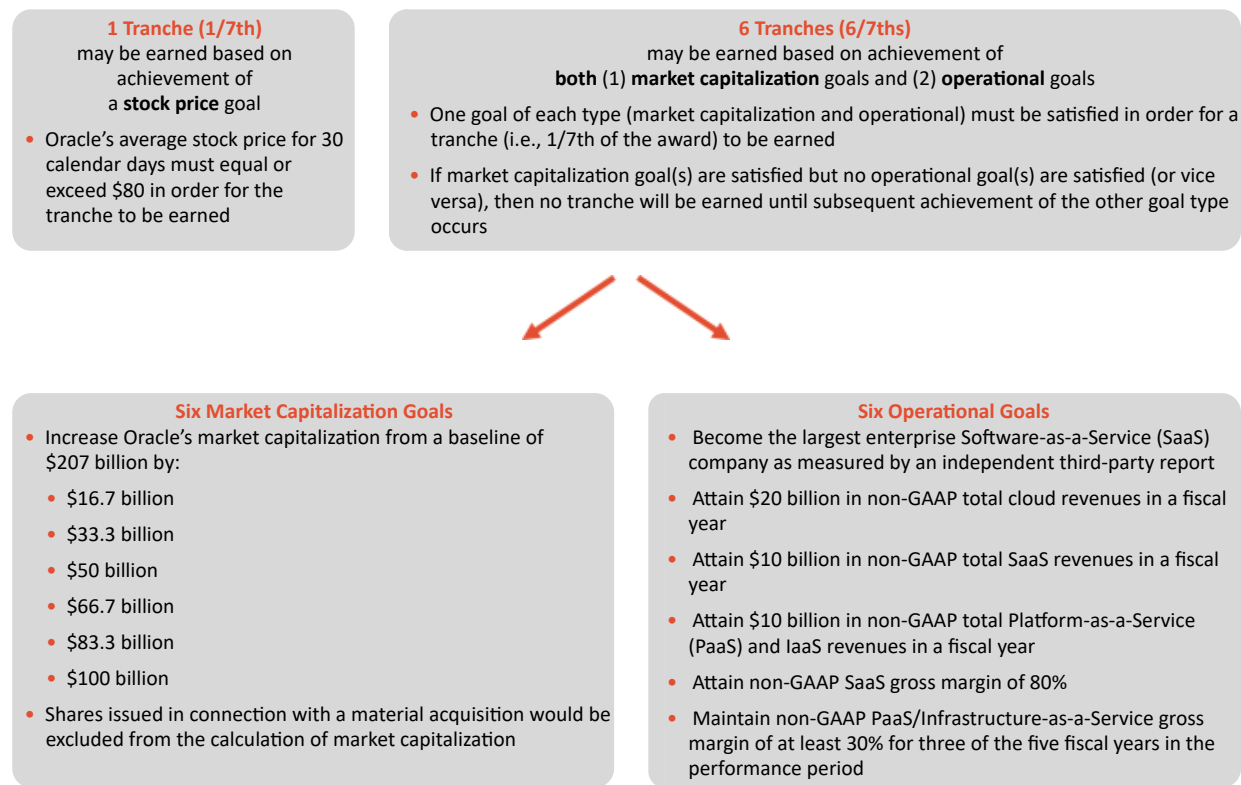 1 Tranche (1/7th)
may be earned based on
achievement of
a stock price goal
• Oracle’s average stock price for 30
calendar days must equal or
exceed $80 in order for the
tranche to be earned
6 Tranches (6/7ths)
may be earned based on achievement of
both (1) market capitalization goals and (2) operational goals
• One goal of each type (market capitalization and operational) must be satisfied in order for a
tranche (i.e., 1/7th of the award) to be earned
• If market capitalization goal(s) are satisfied but no operational goal(s) are satisfied (or vice
versa), then no tranche will be earned until subsequent achievement of the other goal type
occurs
Six Market Capitalization Goals
• Increase Oracle’s market capitalization from a baseline of
$207 billion by:
• $16.7 billion
• $33.3 billion
• $50 billion
• $66.7 billion
• $83.3 billion
• $100 billion
• Shares issued in connection with a material acquisition would be
excluded from the calculation of market capitalization
Six Operational Goals
• Become the largest enterprise Software-as-a-Service (SaaS)
company as measured by an independent third-party report
• Attain $20 billion in non-GAAP total cloud revenues in a fiscal
year
• Attain $10 billion in non-GAAP total SaaS revenues in a fiscal
year
• Attain $10 billion in non-GAAP total Platform-as-a-Service
(PaaS) and IaaS revenues in a fiscal year
• Attain non-GAAP SaaS gross margin of 80%
• Maintain non-GAAP PaaS/Infrastructure-as-a-Service gross
margin of at least 30% for three of the five fiscal years in the
performance period